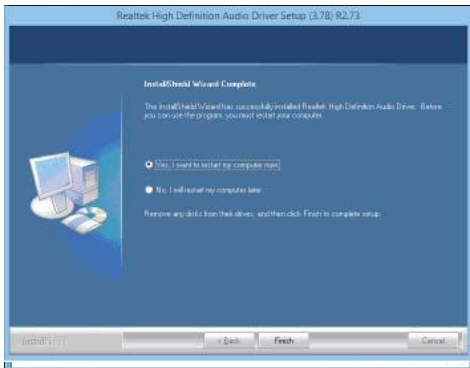 Realtek High Definition Audio Driver Setup (3.78) R2.73
InstallShield Wizard Complete
The InstallShield Wizard has successfully installed Realtek High Definition Audio Driver. Before
you can use the program, you must restart your computer.
Yes, I want to restart my computer now.
No, I will restart my computer later.
Remove any disks from their drives, and then click Finish to complete setup.
InstallShield
< Back
Finish
Cancel